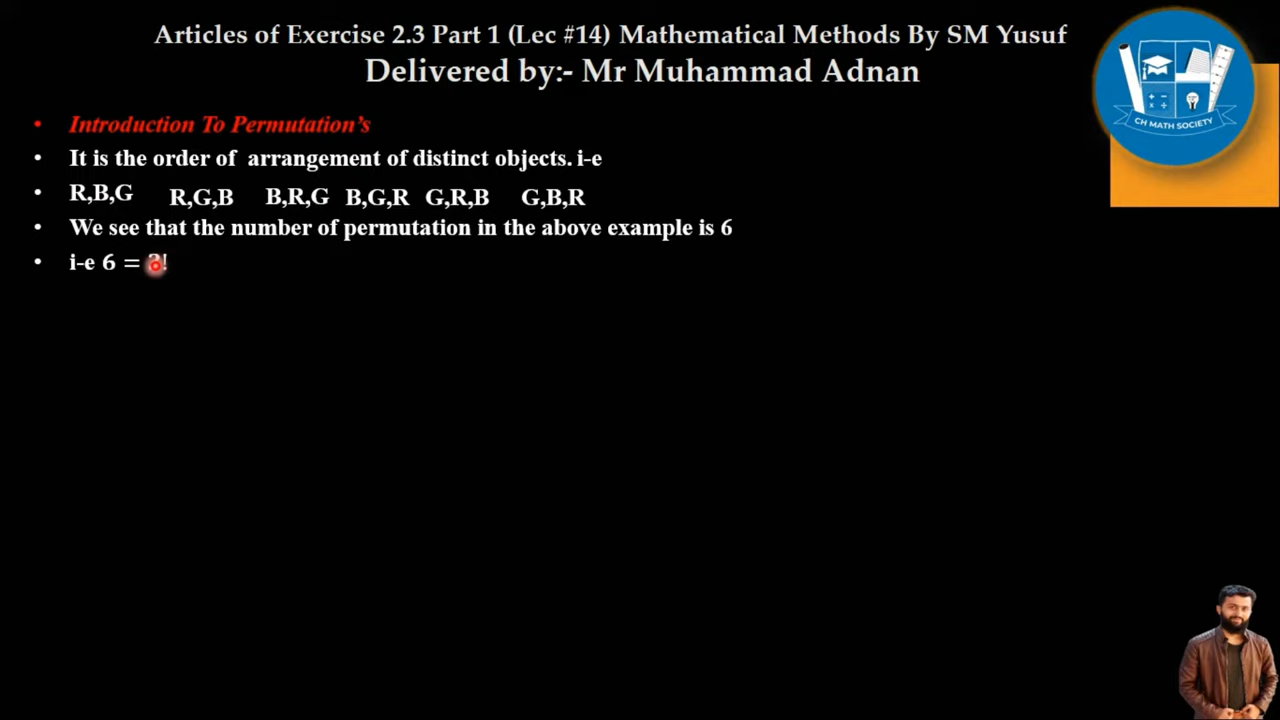 Articles of Exercise 2.3 Part 1 (Lec #14) Mathematical Methods By SM Yusuf
Delivered by:- Mr Muhammad Adnan
CH MATH SOCIETY
• Introduction To Permutation's
• It is the order of arrangement of distinct objects. i-e
• R,B,G R,G,B B,R,G B,G,R G,R,B G,B,R
• We see that the number of permutation in the above example is 6
• i-e 6 = 3!